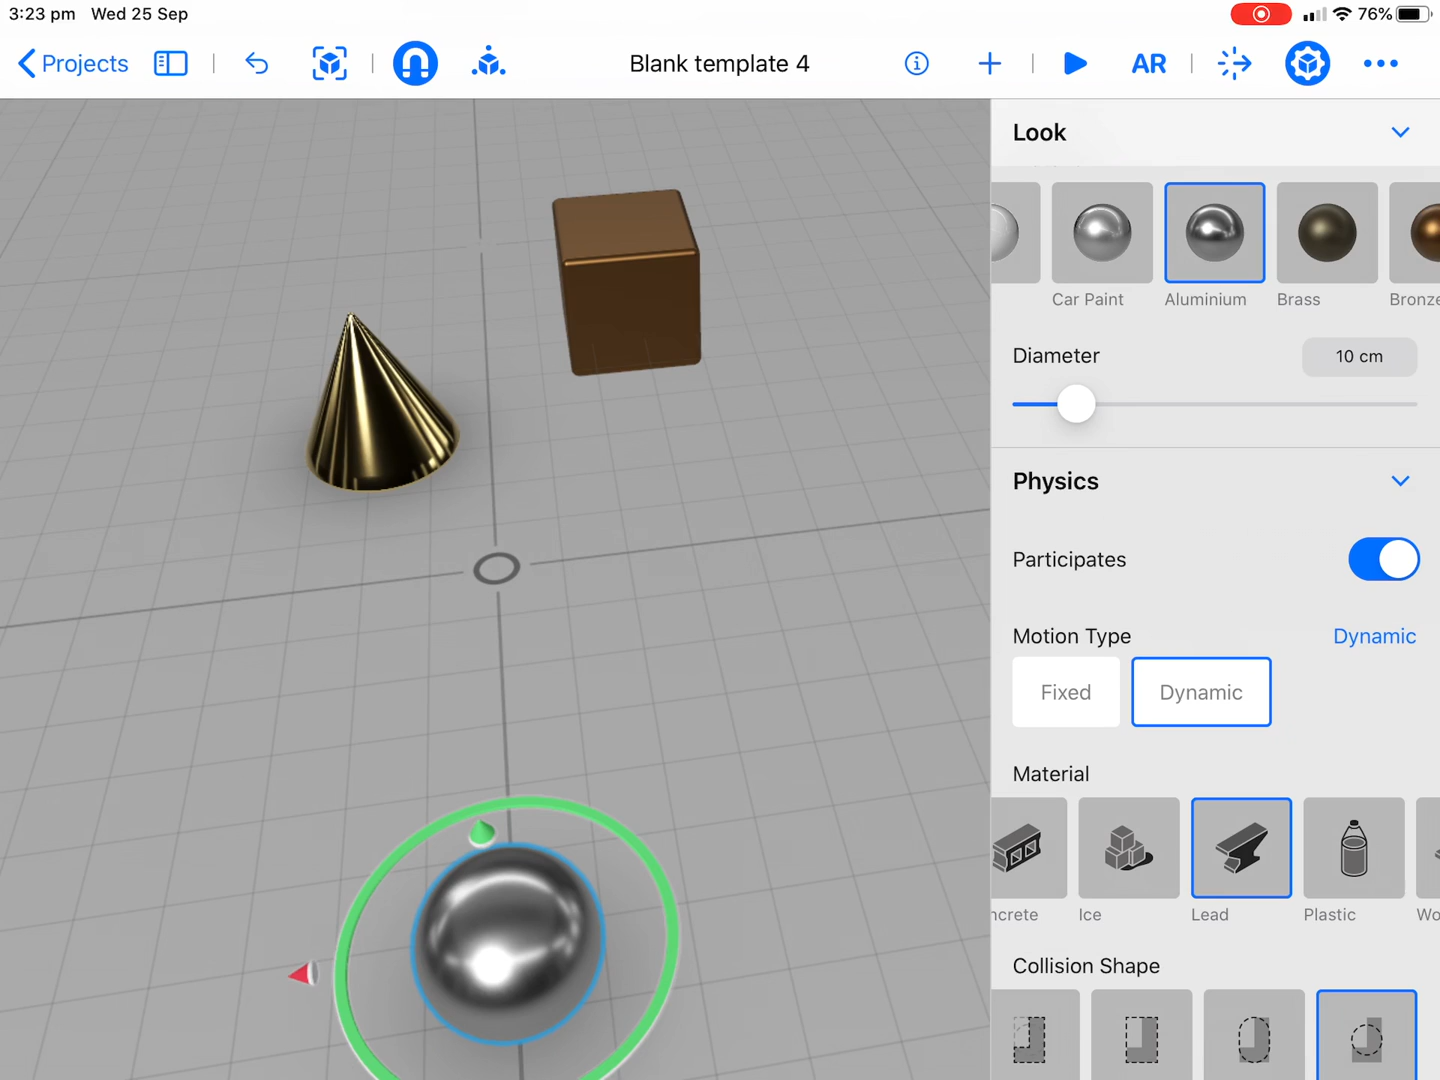 3:23 pm Wed 25 Sep
76%
Projects
Blank template 4
AR
Look
Car Paint
Aluminium
Brass
Bronze
Diameter
10 cm
Physics
Participates
Motion Type
Dynamic
Fixed
Dynamic
Material
ncrete
Ice
Lead
Plastic
Wo
Collision Shape